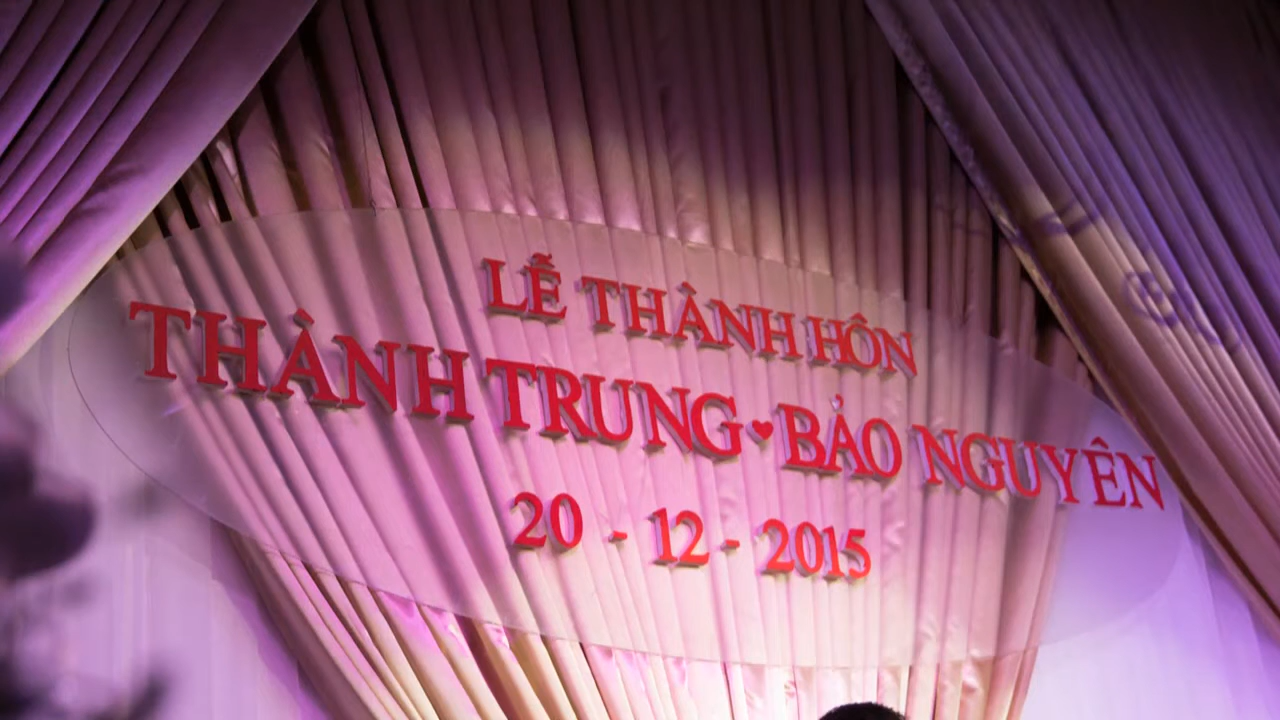 LỄ THÀNH HÔN
THÀNH TRUNG ♥ BẢO NGUYÊN
20 - 12 - 2015